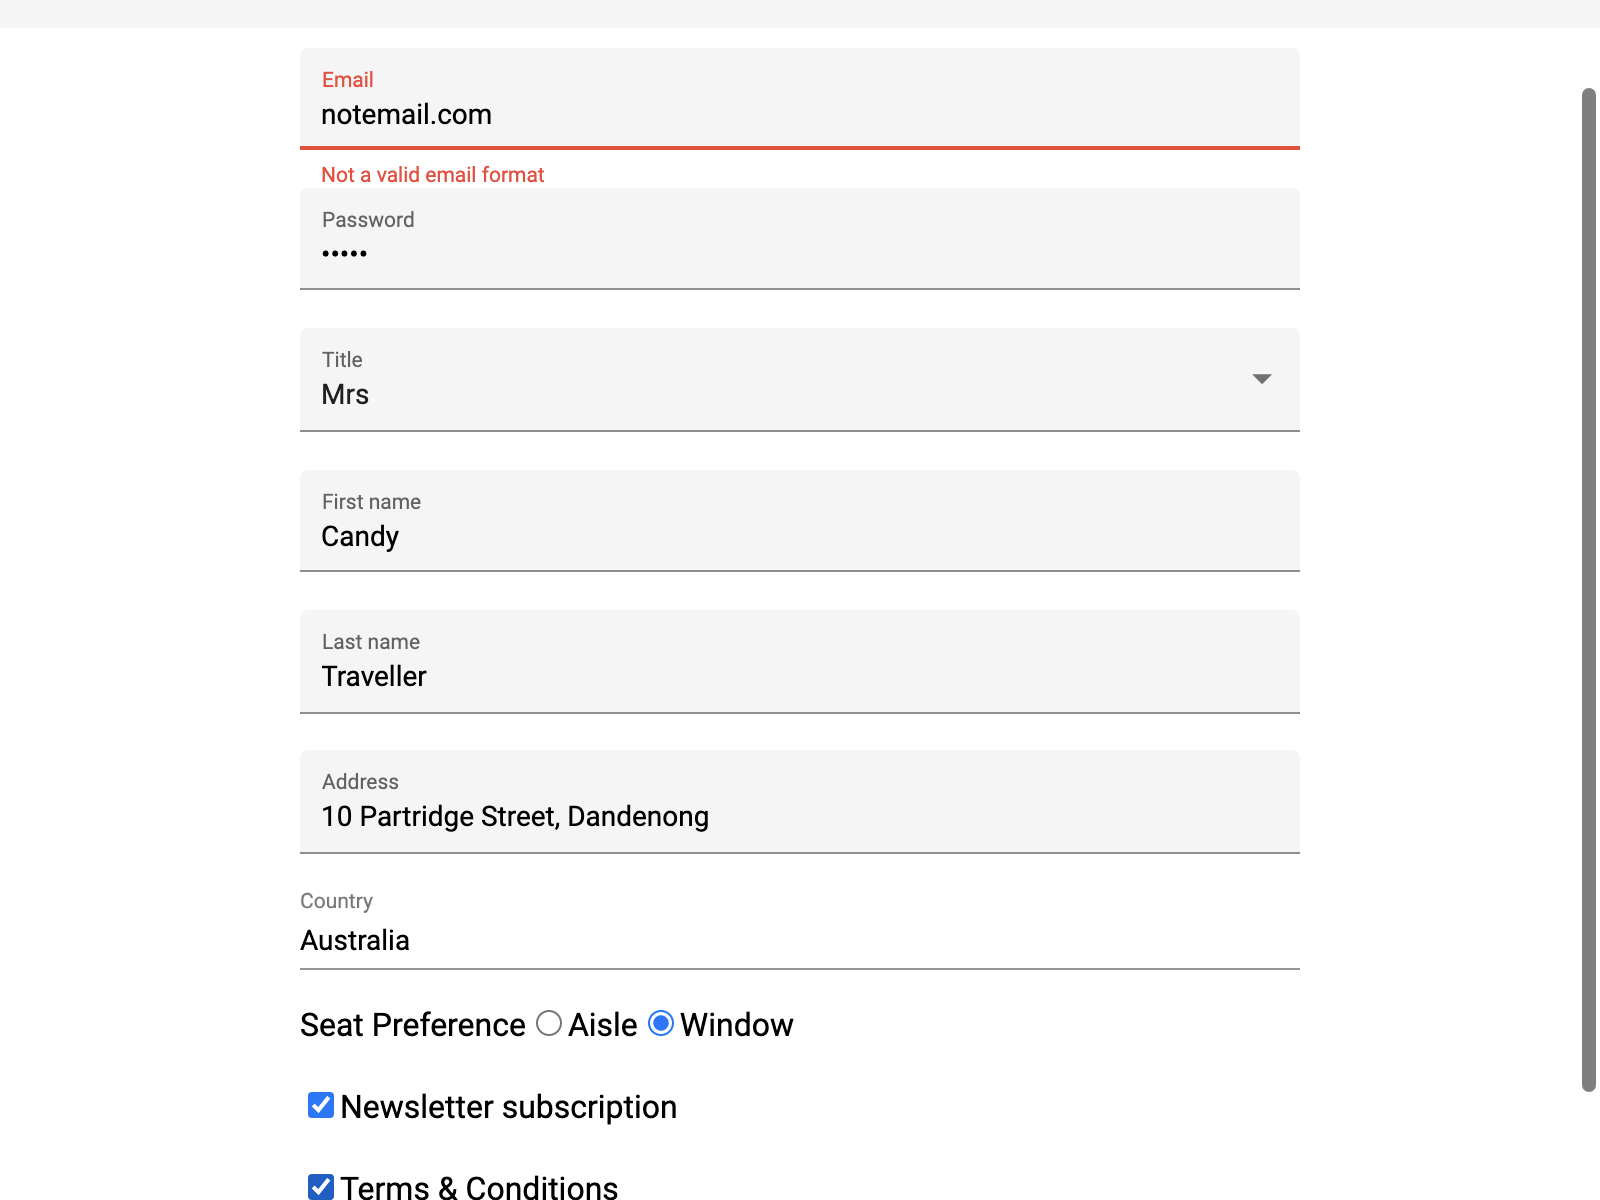 Email
notemail.com
Not a valid email format
Password
•••••
Title
Mrs
First name
Candy
Last name
Traveller
Address
10 Partridge Street, Dandenong
Country
Australia
Seat Preference Aisle Window
Newsletter subscription
Terms & Conditions